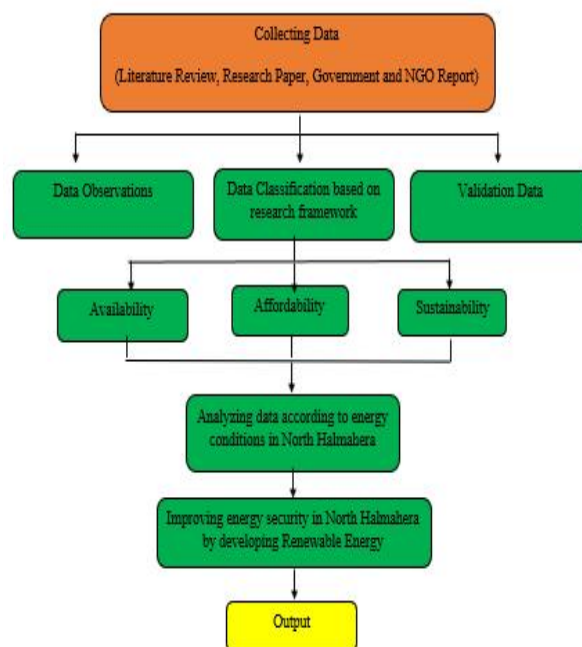 Collecting Data
(Literature Review, Research Paper, Government and NGO Report)
Data Observations
Data Classification based on
research framework
Validation Data
Availability
Affordability
Sustainability
Analyzing data according to energy
conditions in North Halmahera
Improving energy security in North Halmahera
by developing Renewable Energy
Output